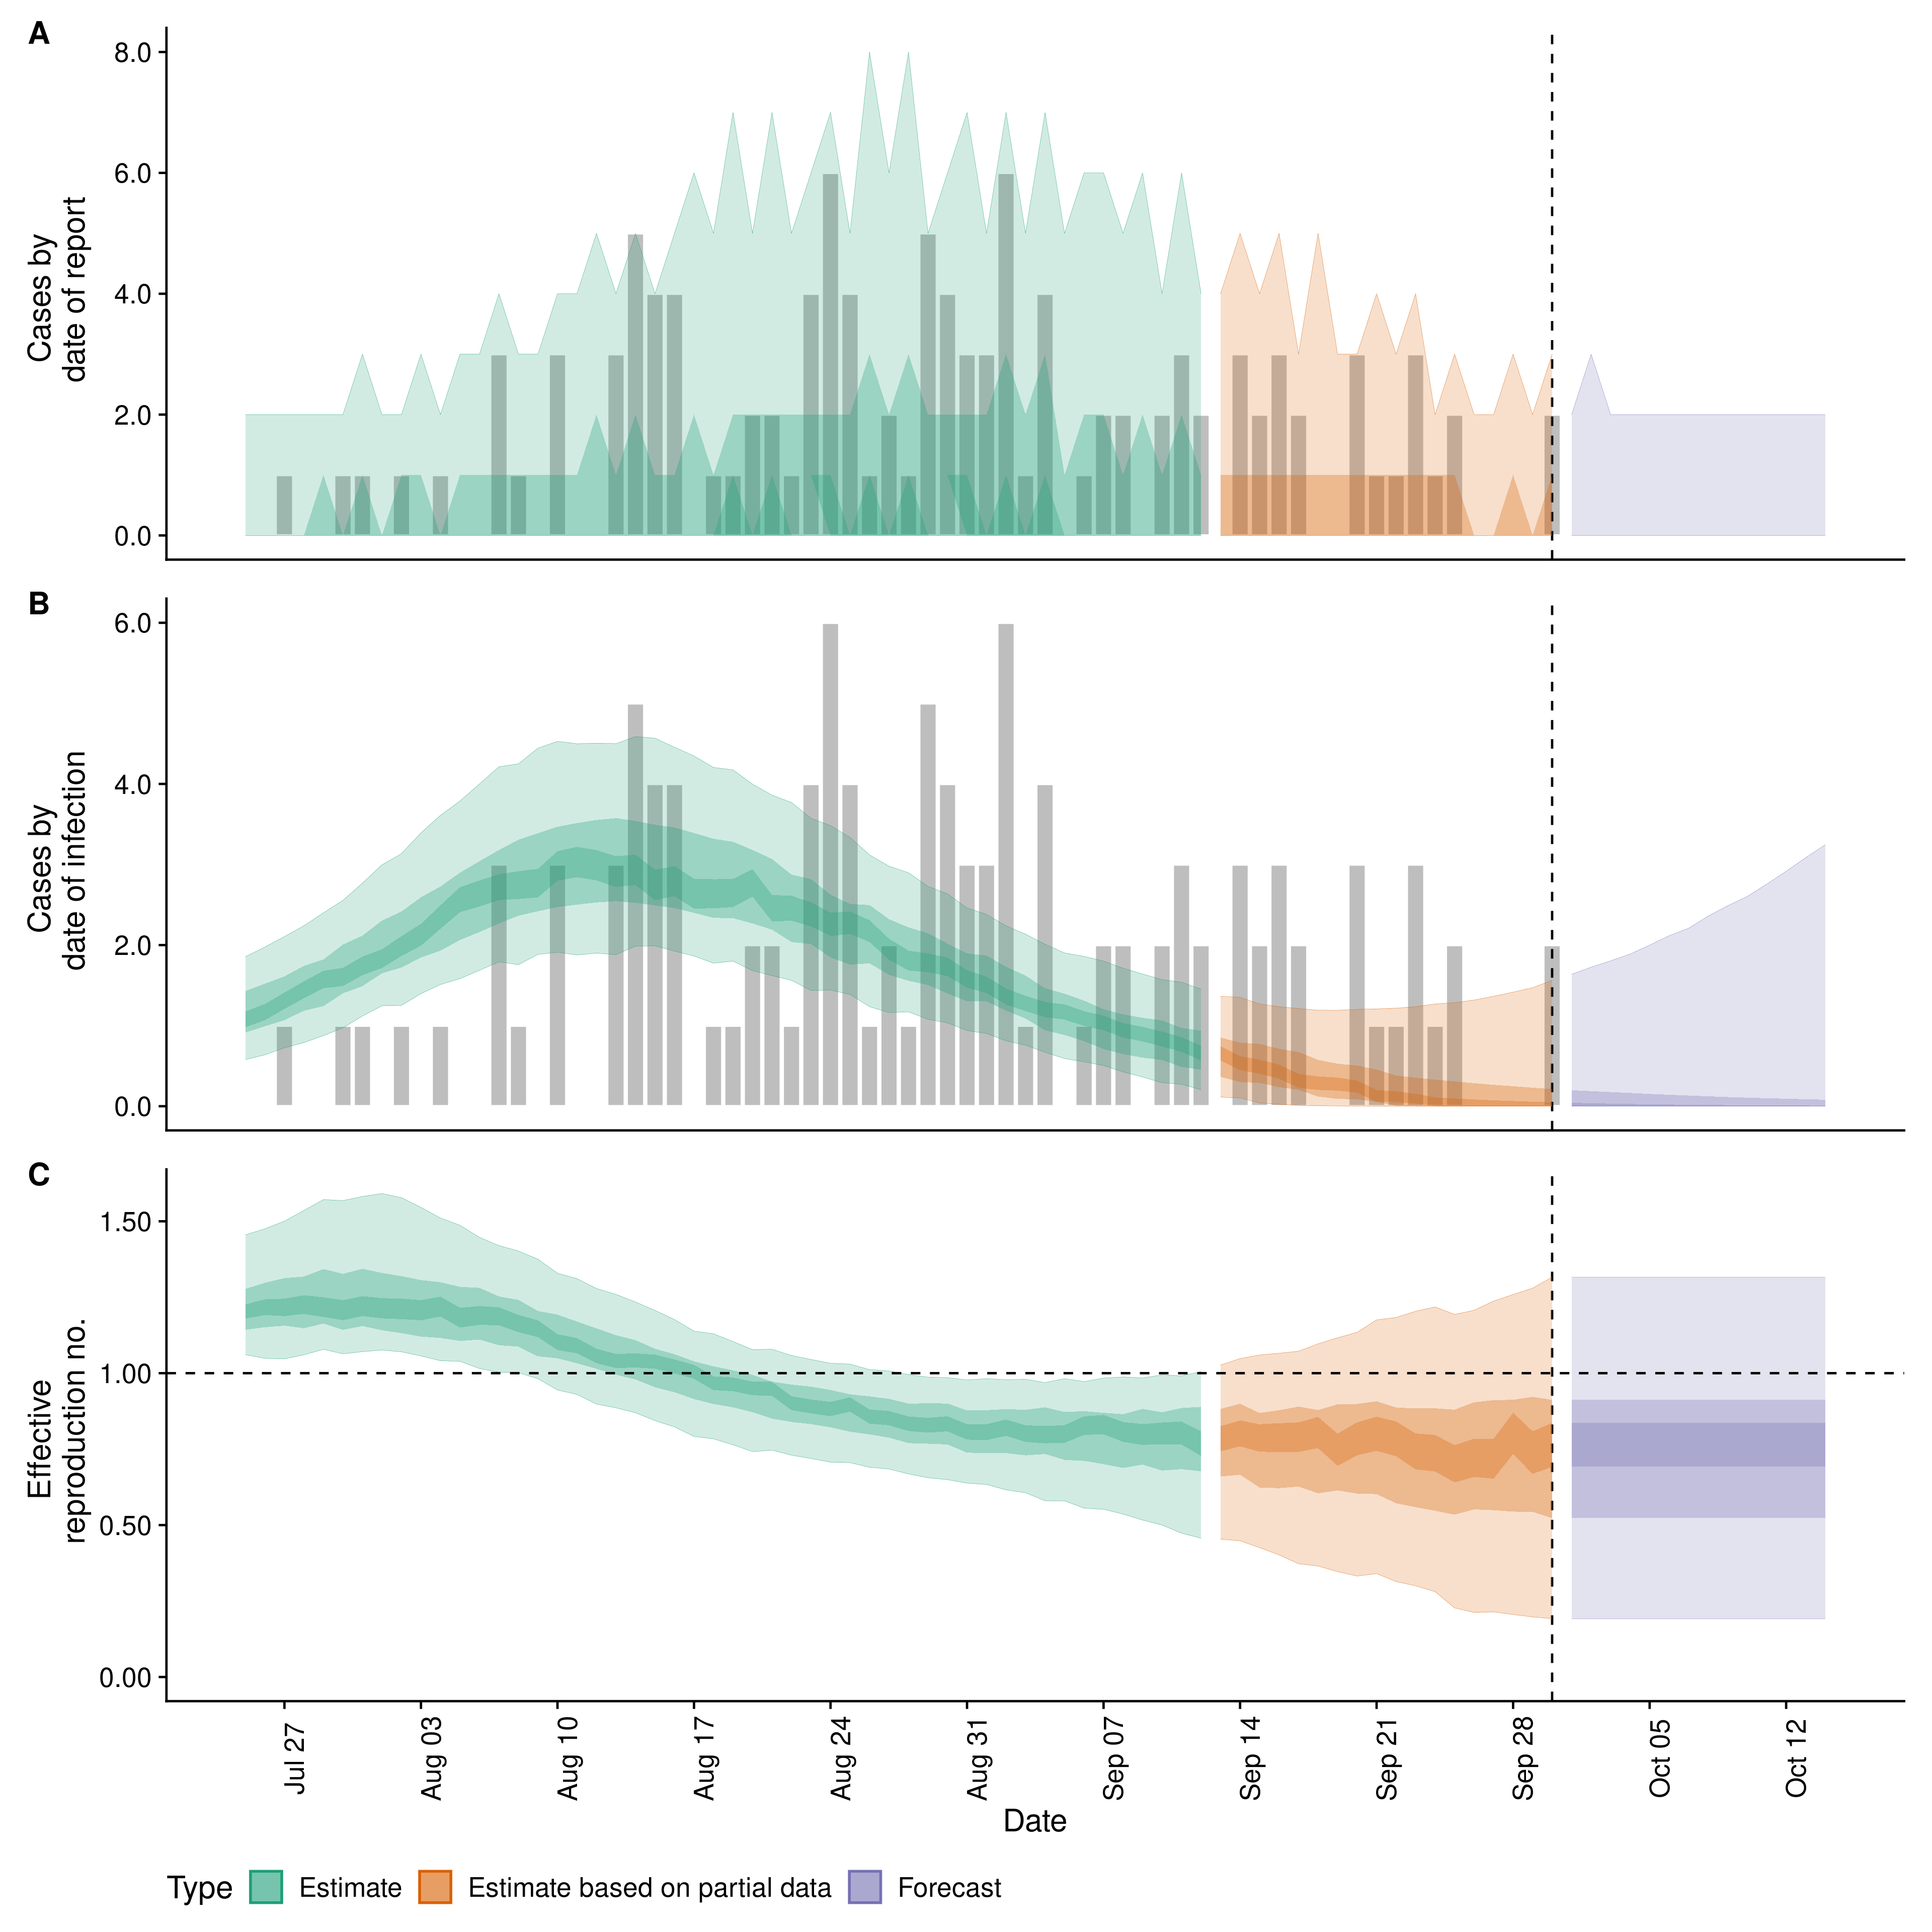 A
8.0
6.0
4.0
2.0
0.0
Cases by
date of report
B
6.0
4.0
2.0
0.0
Cases by
date of infection
C
1.50
1.00
0.50
0.00
Effective
reproduction no.
Jul 27
Aug 03
Aug 10
Aug 17
Aug 24
Aug 31
Sep 07
Sep 14
Sep 21
Sep 28
Oct 05
Oct 12
Date
Type Estimate Estimate based on partial data Forecast